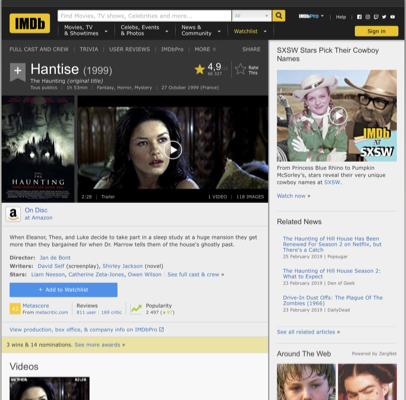 IMDb
Find Movies, TV shows, Celebrities and more...
All
Movies, TV & Showtimes
Celebs, Events & Photos
News & Community
Watchlist
IMDbPro
Help
Sign in
FULL CAST AND CREW | TRIVIA | USER REVIEWS | IMDbPro | MORE
SHARE
Hantise (1999)
The Haunting (original title)
Tous publics | 1h 53min | Fantasy, Horror, Mystery | 27 October 1999 (France)
4,9
Rate This
THE HAUNTING
2:28 | Trailer
1 VIDEO | 118 IMAGES
On Disc
at Amazon
When Eleanor, Theo, and Luke decide to take part in a sleep study at a huge mansion they get
more than they bargained for when Dr. Marrow tells them of the house's ghostly past.
Director: Jan de Bont
Writers: David Self (screenplay), Shirley Jackson (novel)
Stars: Liam Neeson, Catherine Zeta-Jones, Owen Wilson | See full cast & crew »
+ Add to Watchlist
Metascore
From metacritic.com
Reviews
811 user | 169 critic
Popularity
2 497
View production, box office, & company info on IMDbPro
3 wins & 14 nominations. See more awards »
Videos
02:28
SXSW Stars Pick Their Cowboy
Names
IMDb
at
SXSW
From Princess Blue Rhino to Pumpkin
McSorley's, stars reveal their very unique
cowboy names at SXSW.
Watch now »
Related News
The Haunting of Hill House Has Been
Renewed For Season 2 on Netflix, but
There's a Catch
25 February 2019 | Popsugar
The Haunting of Hill House Season 2:
What to Expect
23 February 2019 | Den of Geek
Drive-In Dust Offs: The Plague Of The
Zombies (1966)
23 February 2019 | DailyDead
See all related articles »
Around The Web
Powered by ZergNet